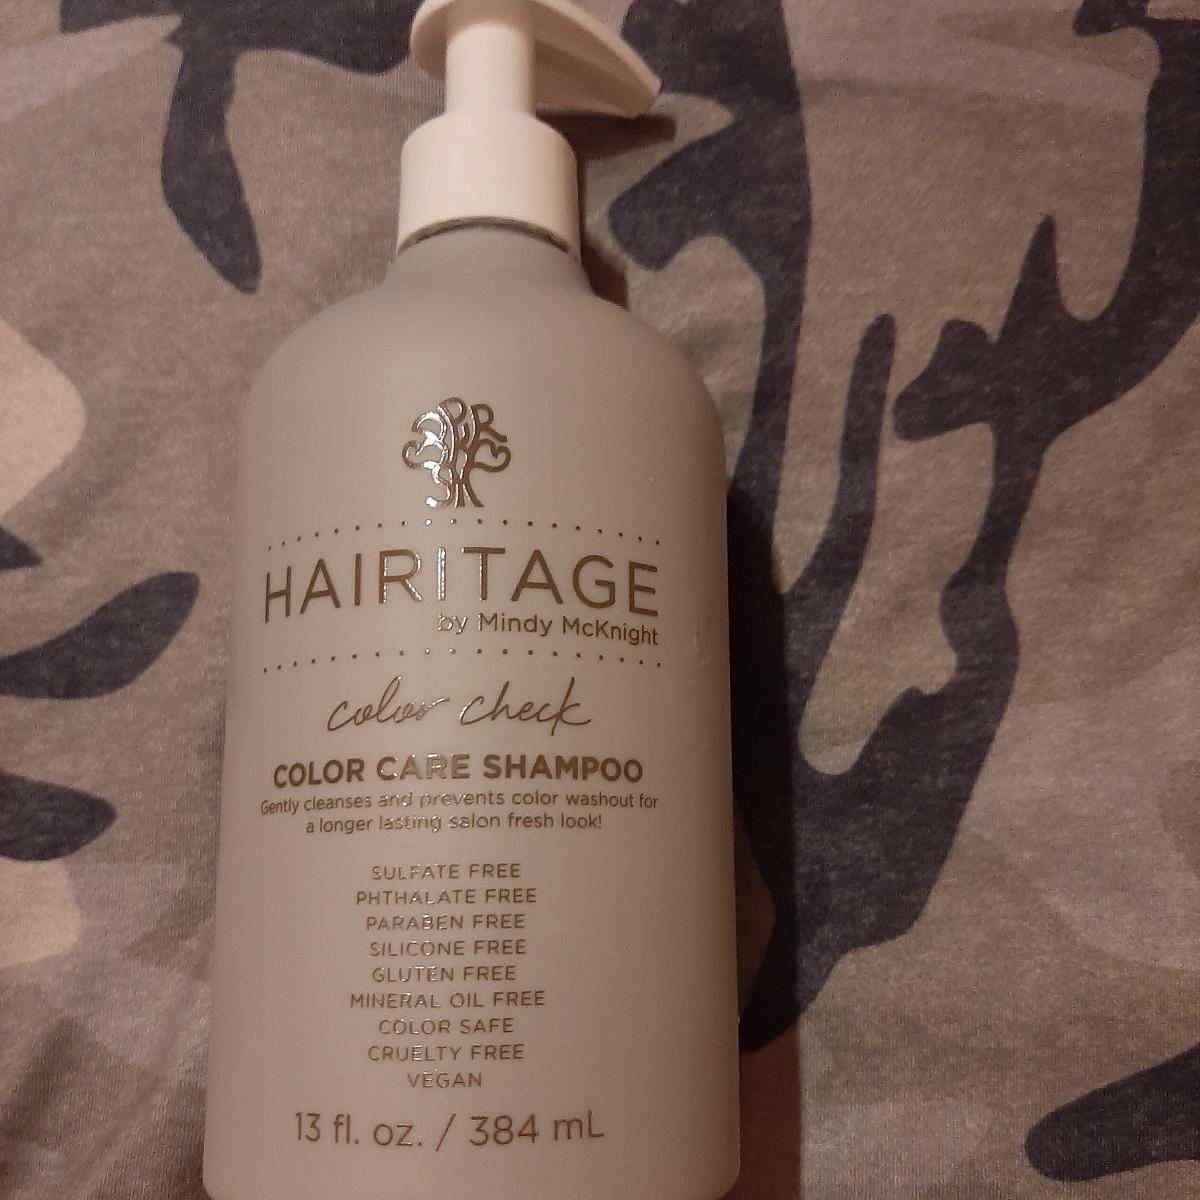 HAIRITAGE
by Mindy McKnight
color check
COLOR CARE SHAMPOO
Gently cleanses and prevents color washout for
a longer lasting salon fresh look!
SULFATE FREE
PHTHALATE FREE
PARABEN FREE
SILICONE FREE
GLUTEN FREE
MINERAL OIL FREE
COLOR SAFE
CRUELTY FREE
VEGAN
13 fl. oz. / 384 mL